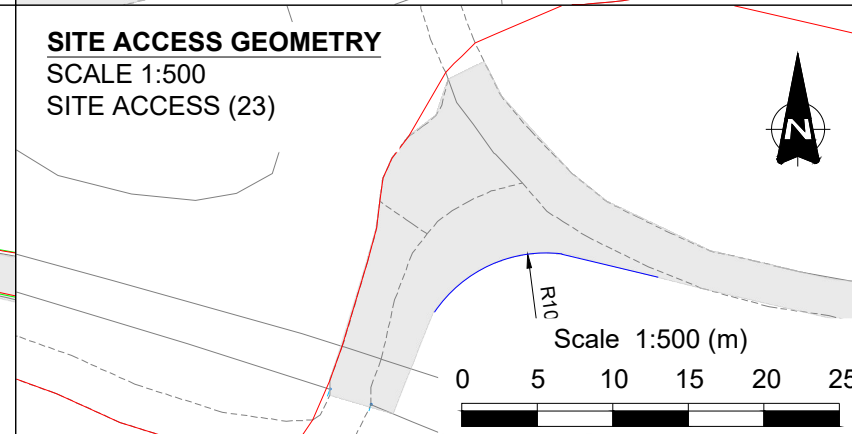 SITE ACCESS GEOMETRY
SCALE 1:500
SITE ACCESS (23)
N
R10
Scale 1:500 (m)
0 5 10 15 20 25